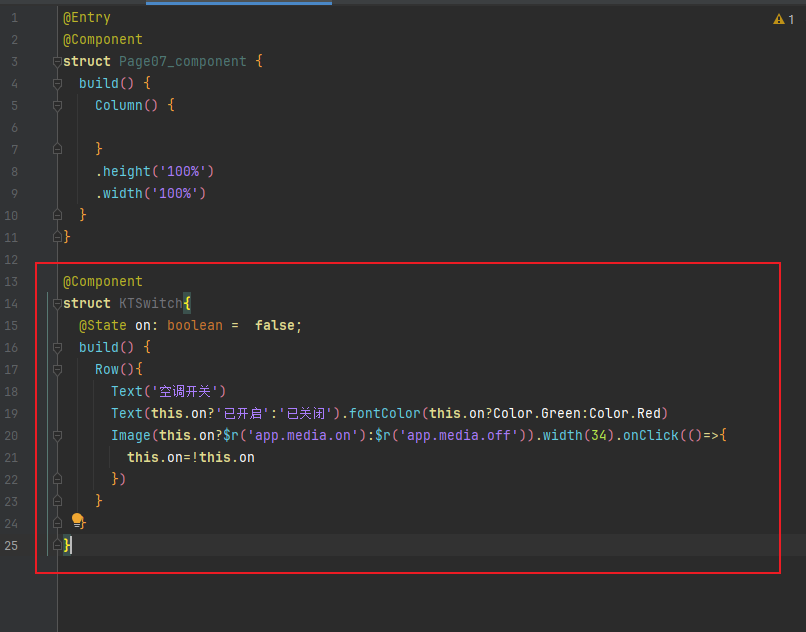 1 @Entry
2 @Component
3 struct Page07_component {
4 build() {
5 Column() {
6
7 }
8 .height('100%')
9 .width('100%')
10 }
11 }
12
13 @Component
14 struct KTSwitch{
15 @State on: boolean =  false;
16 build() {
17 Row(){
18 Text('空调开关')
19 Text(this.on?'已开启':'已关闭').fontColor(this.on?Color.Green:Color.Red)
20 Image(this.on?$r('app.media.on'):$r('app.media.off')).width(34).onClick(()=>{
21 this.on=!this.on
22 })
23 }
24 }
25 }
1